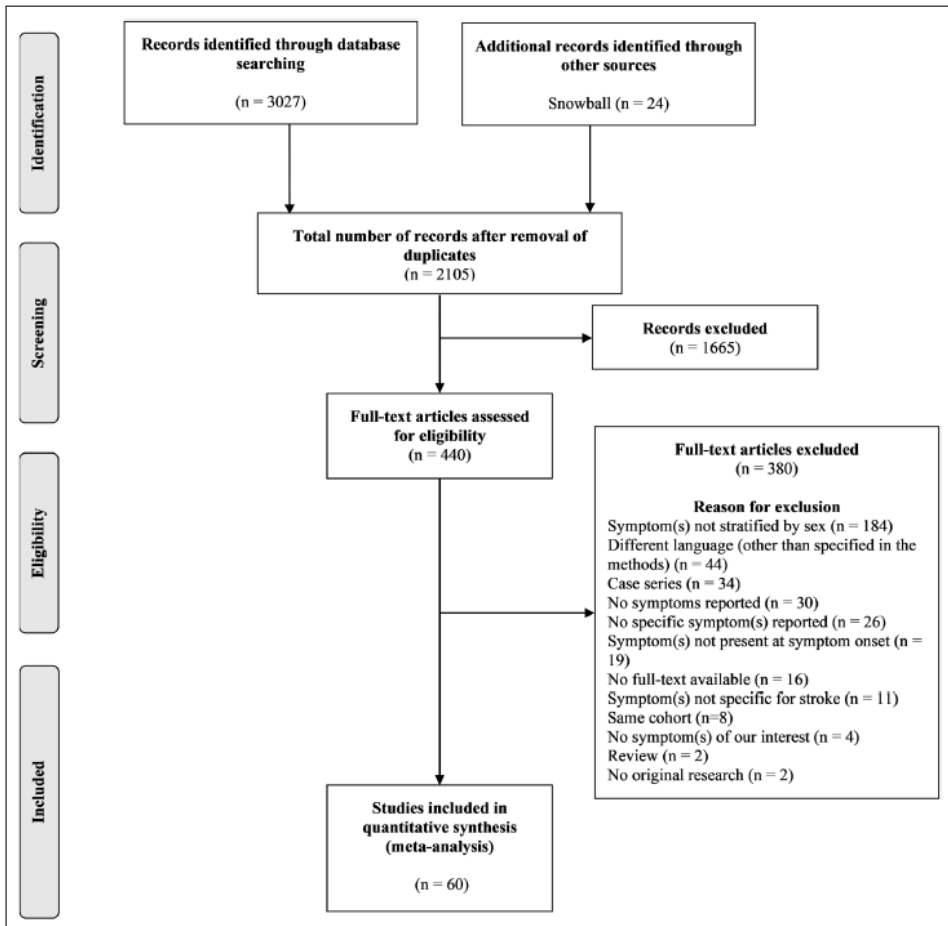 Identification
Records identified through database
searching
(n = 3027)
Additional records identified through
other sources
Snowball (n = 24)
Total number of records after removal of
duplicates
(n = 2105)
Screening
Records excluded
(n = 1665)
Full-text articles assessed
for eligibility
(n = 440)
Eligibility
Full-text articles excluded
(n = 380)
Reason for exclusion
Symptom(s) not stratified by sex (n = 184)
Different language (other than specified in the
methods) (n = 44)
Case series (n = 34)
No symptoms reported (n = 30)
No specific symptom(s) reported (n = 26)
Symptom(s) not present at symptom onset (n =
19)
No full-text available (n = 16)
Symptom(s) not specific for stroke (n = 11)
Same cohort (n=8)
No symptom(s) of our interest (n = 4)
Review (n = 2)
No original research (n = 2)
Included
Studies included in
quantitative synthesis
(meta-analysis)
(n = 60)